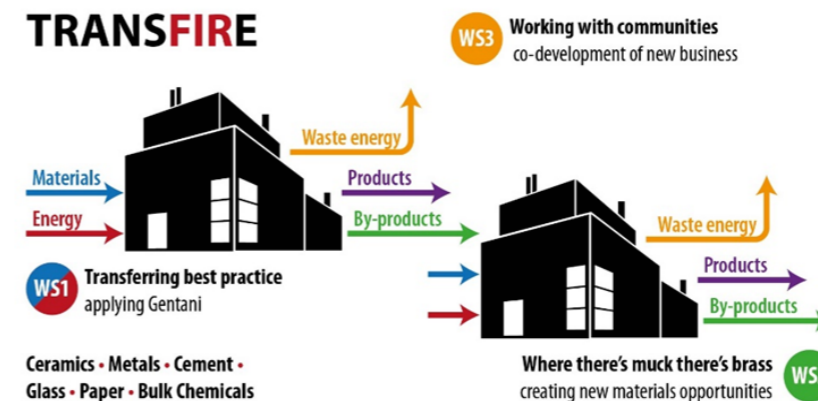 TRANSFIRE
WS3
Working with communities
co-development of new business
Waste energy
Materials
Products
Energy
By-products
WS1
Transferring best practice
applying Gentani
Waste energy
Products
By-products
Ceramics • Metals • Cement •
Glass • Paper • Bulk Chemicals
Where there's muck there's brass
creating new materials opportunities